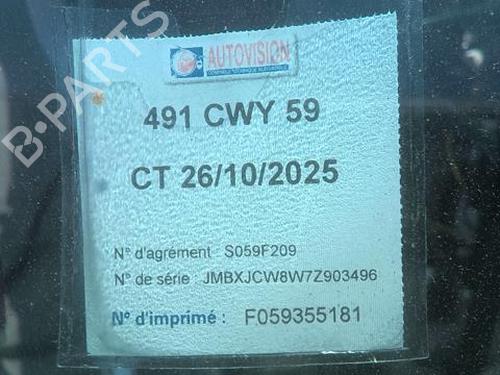 AUTOVISION
491 CWY 59
CT 26/10/2025
N° d'agrément S059F209
N° de série JMBXJCW8W7Z903496
N° d'imprimé : F059355181
B-PARTS